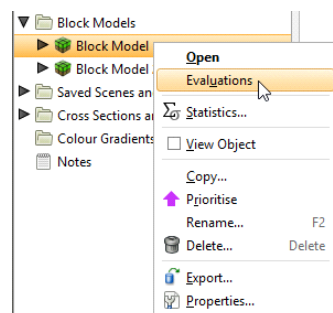 Block Models
Block Model
Block Model
Saved Scenes an
Cross Sections a
Colour Gradients
Notes
Open
Evaluations
Statistics...
View Object
Copy...
Prioritise
Rename... F2
Delete... Delete
Export...
Properties...